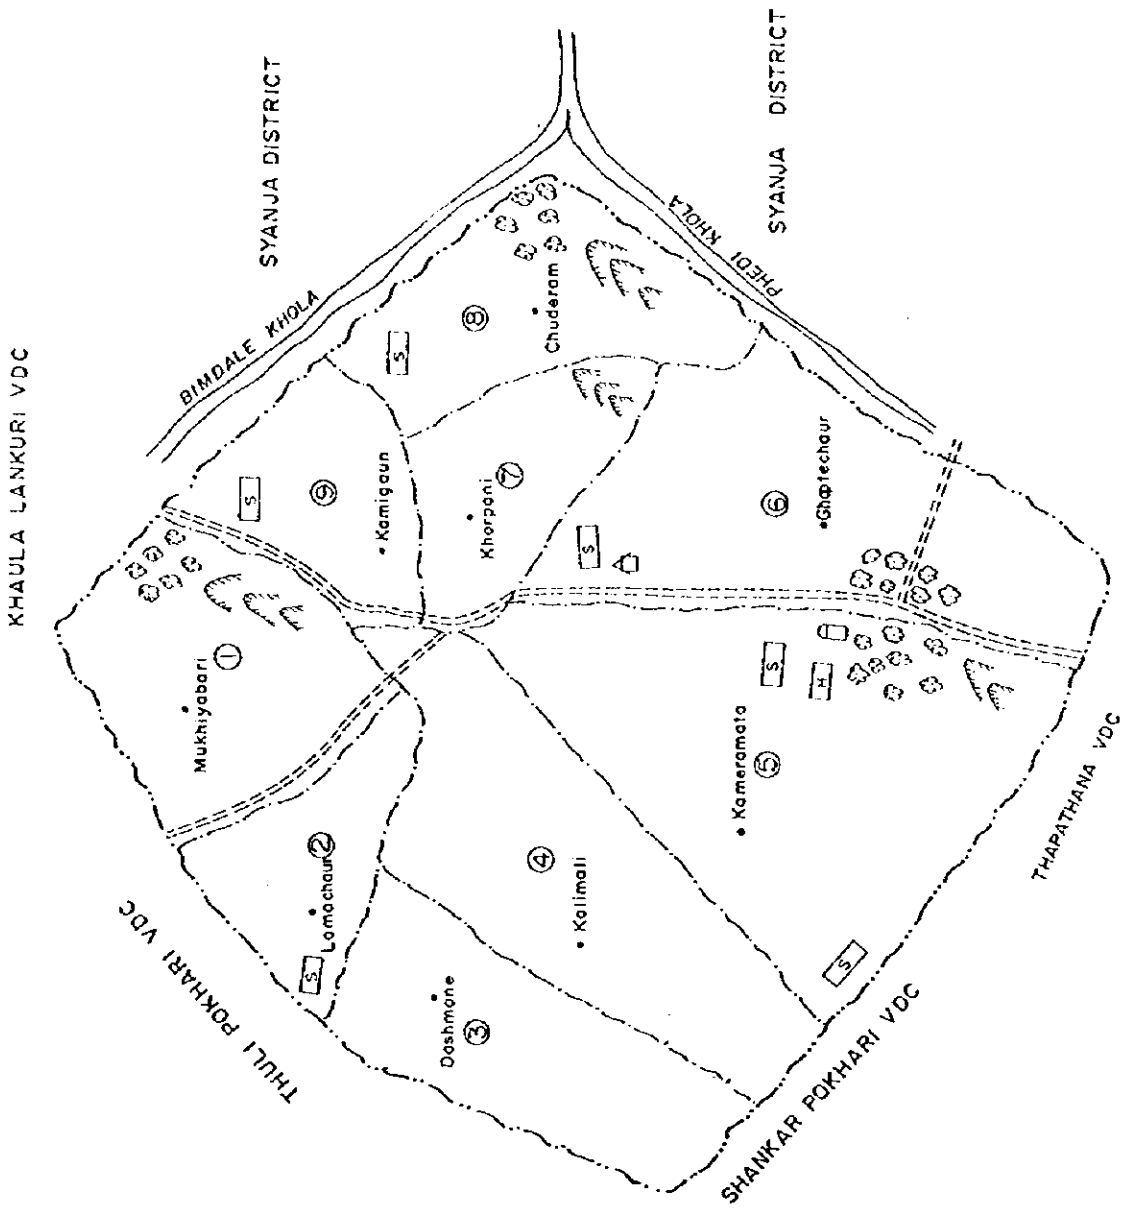 KHAULA LANKURI VDC
SYANJA DISTRICT
SYANJA DISTRICT
BIMDALE KHOLA
PHEDI KHOLA
THULI POKHARI VDC
SHANKAR POKHARI VDC
THAPATHANA VDC
Mukhiyabari
1
Lamachaur
2
S
Dashmane
3
Kalimali
4
Kameramata
5
S
H
S
Ghaptechaur
6
S
Khorpani
7
Chuderam
8
S
Kamigaun
9
S